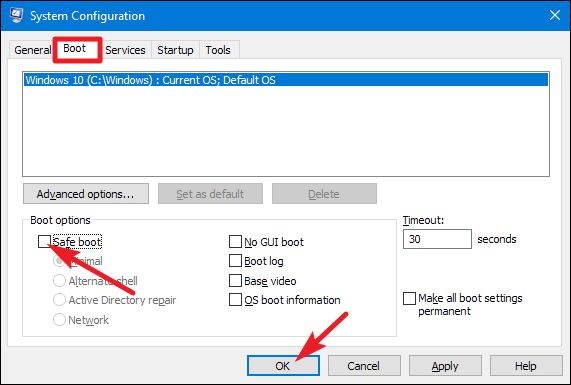 System Configuration
General Boot Services Startup Tools
Windows 10 (C:\Windows) : Current OS; Default OS
Advanced options... Set as default Delete
Boot options
Safe boot
Minimal
Alternate shell
Active Directory repair
Network
No GUI boot
Boot log
Base video
OS boot information
Timeout:
30 seconds
Make all boot settings
permanent
OK Cancel Apply Help